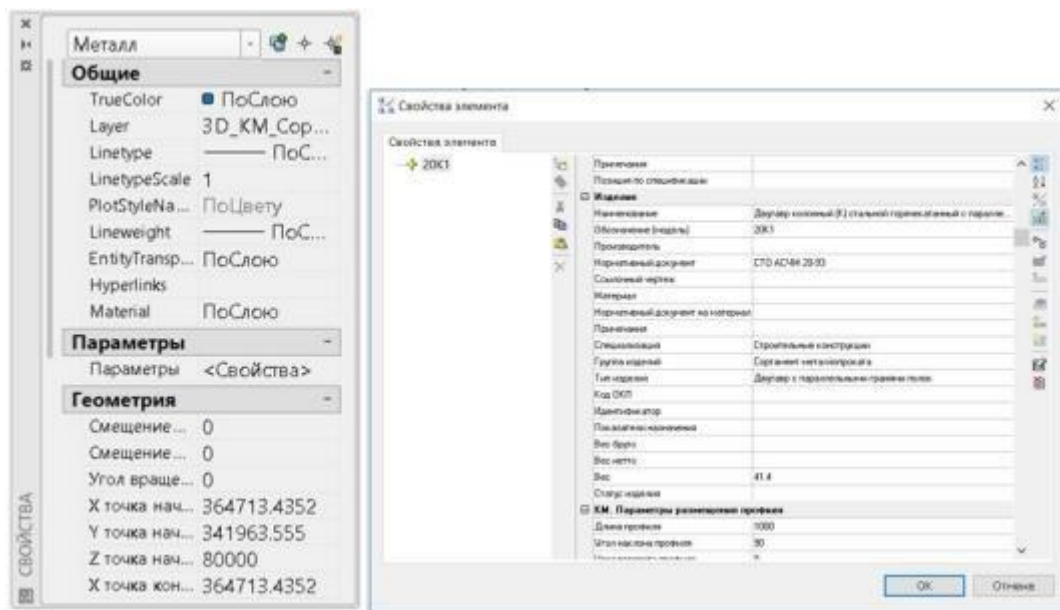 Металл
Общие
TrueColor ПоСлою
Layer 3D_KM_Cop...
Linetype ПоС...
LinetypeScale 1
PlotStyleNa... ПоЦвету
Lineweight ПоС...
EntityTransp... ПоСлою
Hyperlinks
Material ПоСлою
Параметры
Параметры <Свойства>
Геометрия
Смещение... 0
Смещение... 0
Угол враще... 0
X точка нач... 364713.4352
Y точка нач... 341963.555
Z точка нач... 80000
X точка кон... 364713.4352
СВОЙСТВА
Свойства элемента
Свойства элемента
20К1
Примечание
Позиция по спецификации
Изделие
Наименование Двутавр колонный (К) стальной горячекатанный с паралле...
Обозначение (модель) 20К1
Производитель
Нормативный документ СТО АСЧМ 20-93
Ссылочный чертеж
Материал
Нормативный документ на материал
Примечания
Специализация Строительные конструкции
Группа изделий Сортамент металлопроката
Тип изделия Двутавр с параллельными гранями полок
Код ОКП
Идентификатор
Показатели назначения
Вес брутто
Вес нетто
Вес 41.4
Статус изделия
КМ. Параметры размещения профиля
Длина профиля 1000
Угол наклона профиля 90
OK Отмена